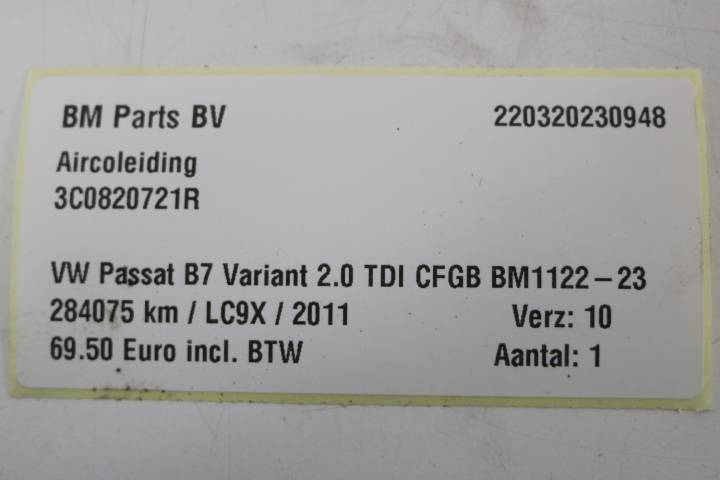 BM Parts BV 220320230948
Aircoleiding
3C0820721R
VW Passat B7 Variant 2.0 TDI CFGB BM1122-23
284075 km / LC9X / 2011 Verz: 10
69.50 Euro incl. BTW Aantal: 1